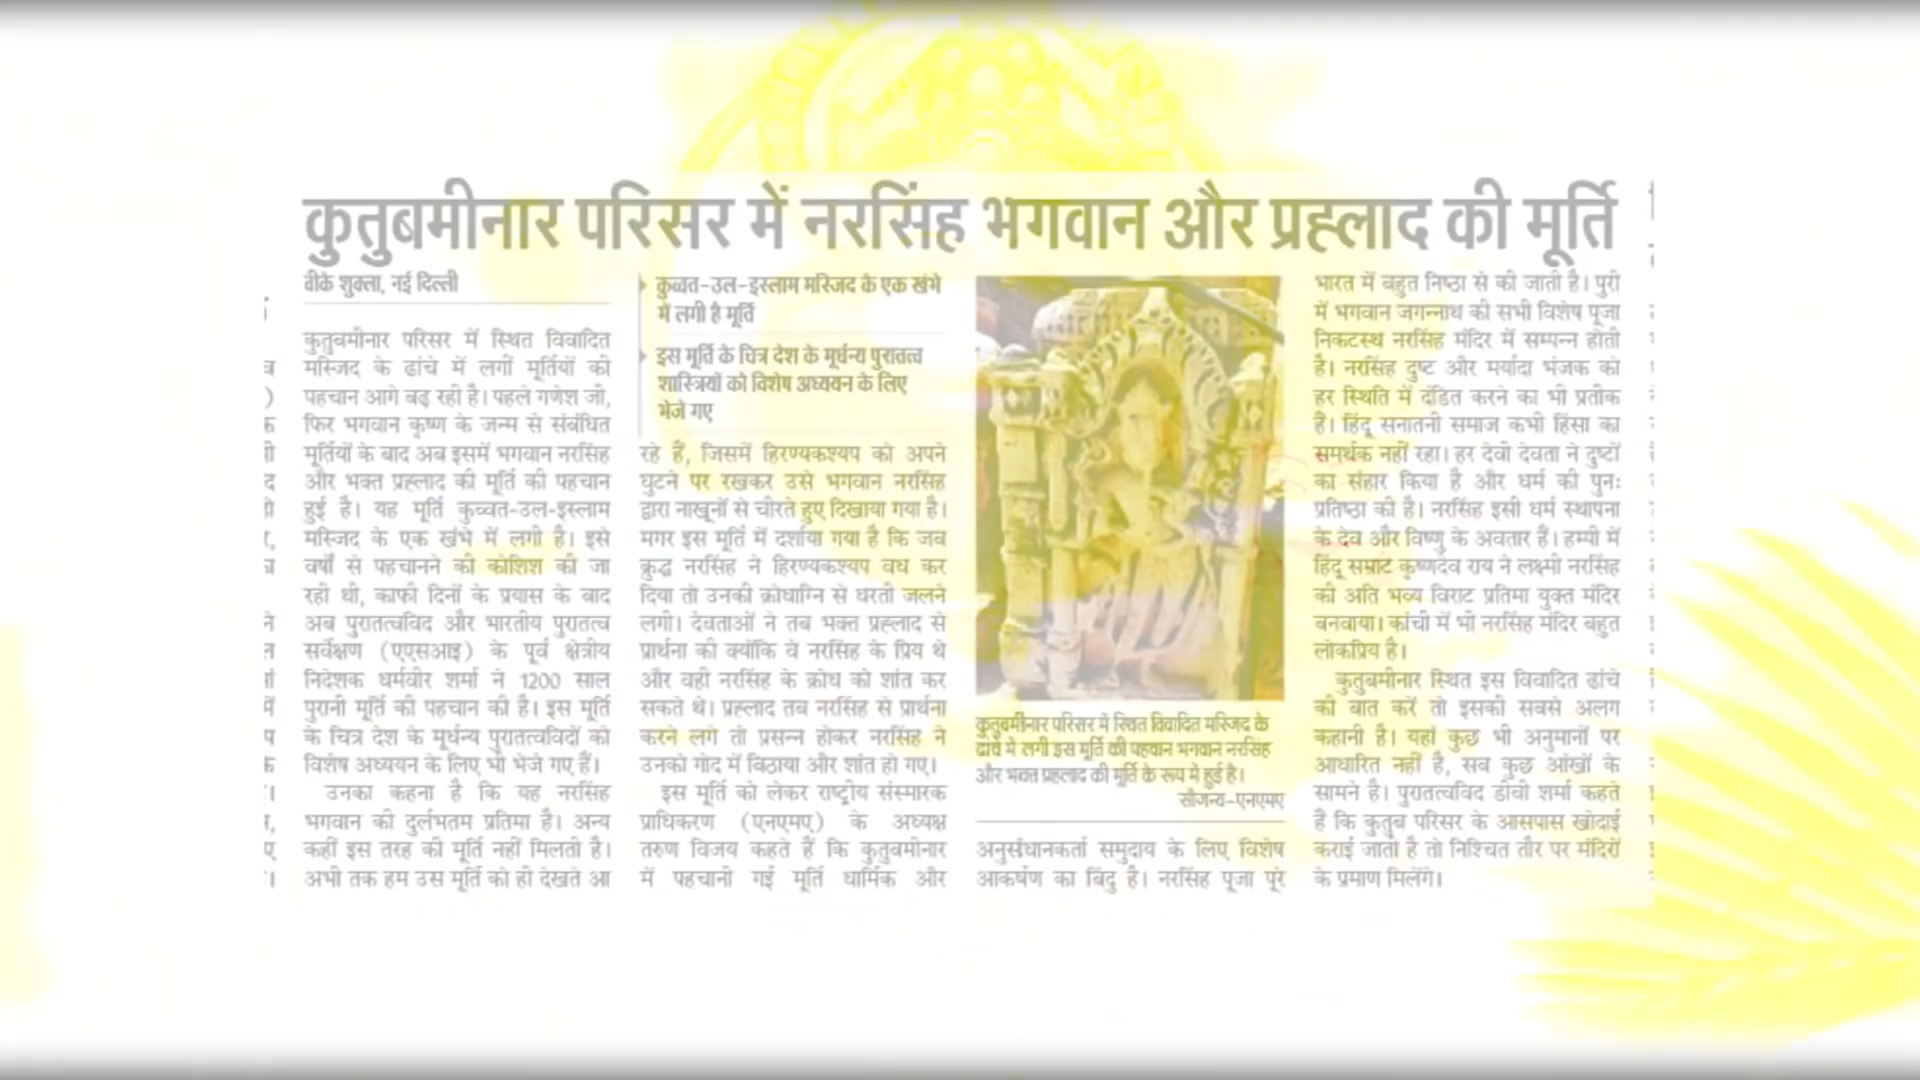 कुतुबमीनार परिसर में नरसिंह भगवान और प्रह्लाद की मूर्ति
वीके शुक्ला, नई दिल्ली
कुतुबमीनार परिसर में स्थित विवादित
मस्जिद के ढांचे में लगीं मूर्तियों की
पहचान आगे बढ़ रही है। पहले गणेश जी,
फिर भगवान कृष्ण के जन्म से संबंधित
मूर्तियों के बाद अब इसमें भगवान नरसिंह
और भक्त प्रह्लाद की मूर्ति की पहचान
हुई है। यह मूर्ति कुव्वत-उल-इस्लाम
मस्जिद के एक खंभे में लगी है। इसे
वर्षों से पहचानने की कोशिश की जा
रही थी, काफी दिनों के प्रयास के बाद
अब पुरातत्वविद और भारतीय पुरातत्व
सर्वेक्षण (एएसआइ) के पूर्व क्षेत्रीय
निदेशक धर्मवीर शर्मा ने 1200 साल
पुरानी मूर्ति की पहचान की है। इस मूर्ति
के चित्र देश के मूर्धन्य पुरातत्वविदों को
विशेष अध्ययन के लिए भी भेजे गए हैं।
उनका कहना है कि यह नरसिंह
भगवान की दुर्लभतम प्रतिमा है। अन्य
कहीं इस तरह की मूर्ति नहीं मिलती है।
अभी तक हम उस मूर्ति को ही देखते आ
कुव्वत-उल-इस्लाम मस्जिद के एक खंभे
में लगी है मूर्ति
इस मूर्ति के चित्र देश के मूर्धन्य पुरातत्व
शास्त्रियों को विशेष अध्ययन के लिए
भेजे गए
रहे हैं, जिसमें हिरण्यकश्यप को अपने
घुटने पर रखकर उसे भगवान नरसिंह
द्वारा नाखूनों से चीरते हुए दिखाया गया है।
मगर इस मूर्ति में दर्शाया गया है कि जब
क्रुद्ध नरसिंह ने हिरण्यकश्यप वध कर
दिया तो उनकी क्रोधाग्नि से धरती जलने
लगी। देवताओं ने तब भक्त प्रह्लाद से
प्रार्थना की क्योंकि वे नरसिंह के प्रिय थे
और वही नरसिंह के क्रोध को शांत कर
सकते थे। प्रह्लाद तब नरसिंह से प्रार्थना
करने लगे तो प्रसन्न होकर नरसिंह ने
उनको गोद में बिठाया और शांत हो गए।
इस मूर्ति को लेकर राष्ट्रीय संस्मारक
प्राधिकरण (एनएमए) के अध्यक्ष
तरुण विजय कहते हैं कि कुतुबमीनार
में पहचानी गई मूर्ति धार्मिक और
कुतुबमीनार परिसर में स्थित विवादित मस्जिद के
ढांचे में लगी इस मूर्ति की पहचान भगवान नरसिंह
और भक्त प्रहलाद की मूर्ति के रूप में हुई है।
सौजन्य-एनएमए
अनुसंधानकर्ता समुदाय के लिए विशेष
आकर्षण का बिंदु है। नरसिंह पूजा पूरे
भारत में बहुत निष्ठा से की जाती है। पुरी
में भगवान जगन्नाथ की सभी विशेष पूजा
निकटस्थ नरसिंह मंदिर में सम्पन्न होती
है। नरसिंह दुष्ट और मर्यादा भंजक को
हर स्थिति में दंडित करने का भी प्रतीक
हैं। हिंदू सनातनी समाज कभी हिंसा का
समर्थक नहीं रहा। हर देवी देवता ने दुष्टों
का संहार किया है और धर्म की पुनः
प्रतिष्ठा की है। नरसिंह इसी धर्म स्थापना
के देव और विष्णु के अवतार हैं। हम्पी में
हिंदू सम्राट कृष्णदेव राय ने लक्ष्मी नरसिंह
की अति भव्य विराट प्रतिमा युक्त मंदिर
बनवाया। कांची में भी नरसिंह मंदिर बहुत
लोकप्रिय है।
कुतुबमीनार स्थित इस विवादित ढांचे
की बात करें तो इसकी सबसे अलग
कहानी है। यहां कुछ भी अनुमानों पर
आधारित नहीं है, सब कुछ आंखों के
सामने है। पुरातत्वविद डीवी शर्मा कहते
हैं कि कुतुब परिसर के आसपास खोदाई
कराई जाती है तो निश्चित तौर पर मंदिरों
के प्रमाण मिलेंगे।